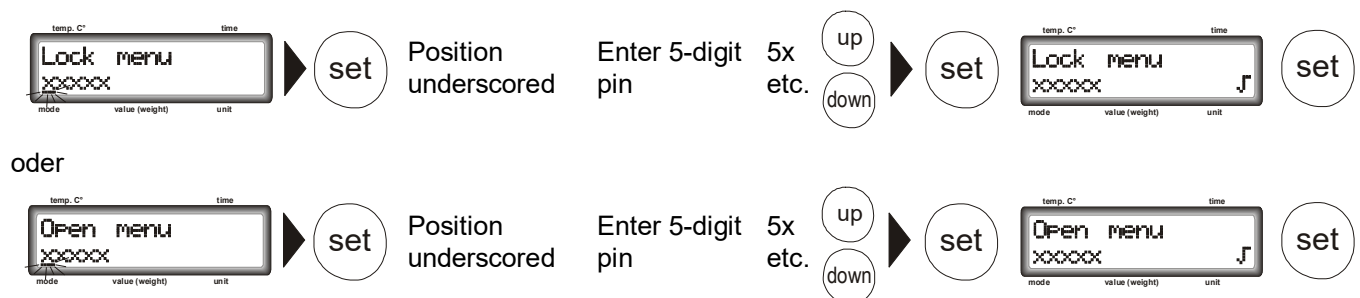 temp. C° time
Lock menu
xxxxx
mode value (weight) unit
set
Position
underscored
Enter 5-digit
pin
5x
etc.
up
down
set
temp. C° time
Lock menu
xxxxx √
mode value (weight) unit
set
oder
temp. C° time
Open menu
xxxxx
mode value (weight) unit
set
Position
underscored
Enter 5-digit
pin
5x
etc.
up
down
set
temp. C° time
Open menu
xxxxx √
mode value (weight) unit
set